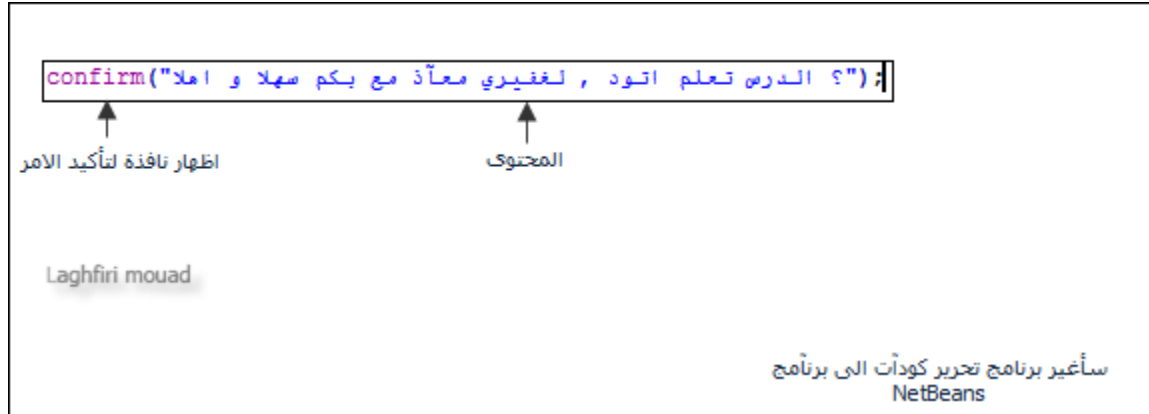 confirm("اهلا و سهلا بكم مع معآذ لغفيري , اتود تعلم الدرس ؟");
اظهار نافذة لتأكيد الامر
المحتوى
Laghfiri mouad
سأغير برنامج تحرير كودآت الى برنآمج
NetBeans